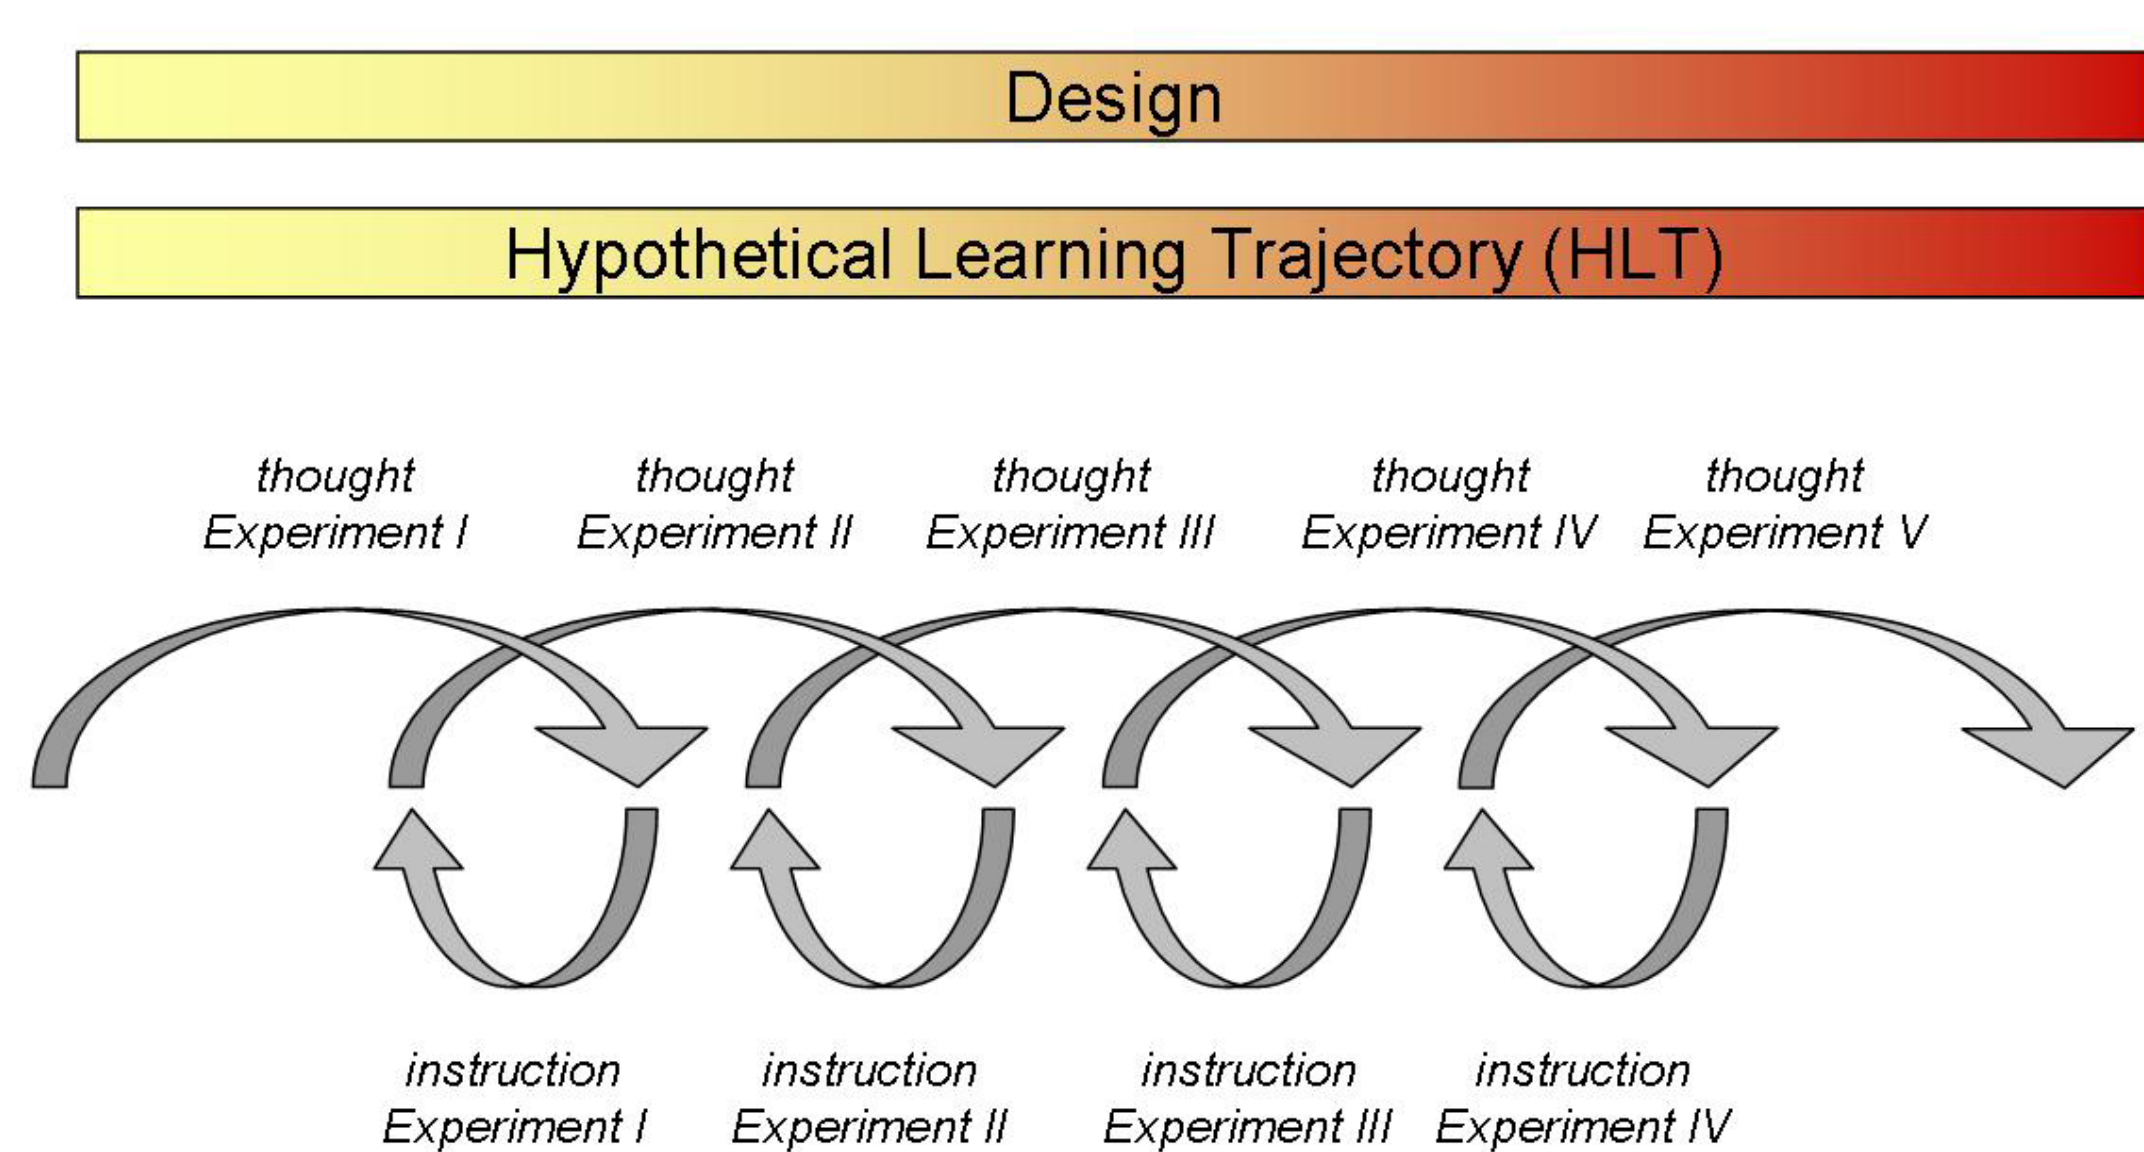 Design
Hypothetical Learning Trajectory (HLT)
thought
Experiment I
thought
Experiment II
thought
Experiment III
thought
Experiment IV
thought
Experiment V
instruction
Experiment I
instruction
Experiment II
instruction
Experiment III
instruction
Experiment IV